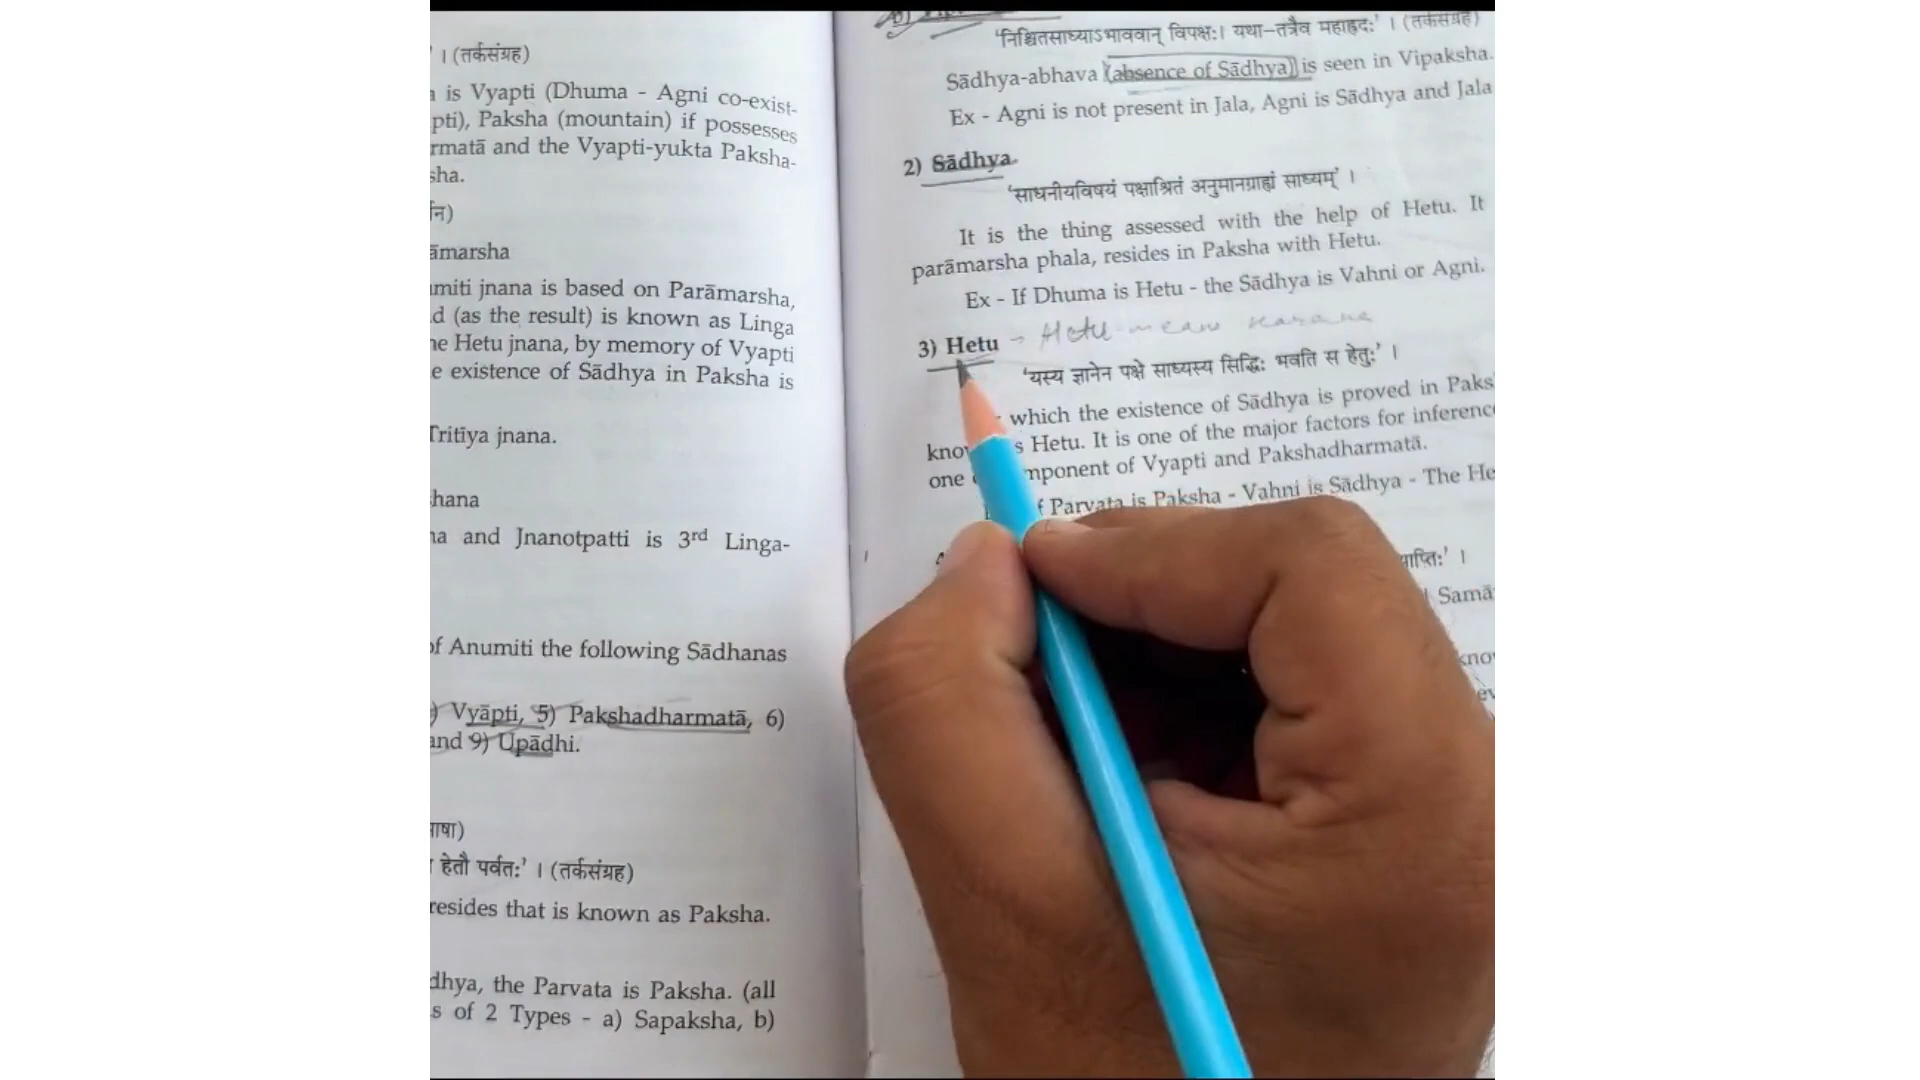 । (तर्कसंग्रह)
is Vyapti (Dhuma - Agni co-exist-
pti), Paksha (mountain) if possesses
rmatā and the Vyapti-yukta Paksha-
sha.
āmarsha
miti jnana is based on Parāmarsha,
d (as the result) is known as Linga
he Hetu jnana, by memory of Vyapti
e existence of Sādhya in Paksha is
Tritīya jnana.
hana
na and Jnanotpatti is 3rd Linga-
of Anumiti the following Sādhanas
) Vyāpti, 5) Pakshadharmatā, 6)
and 9) Upādhi.
हेतौ पर्वतः' । (तर्कसंग्रह)
resides that is known as Paksha.
dhya, the Parvata is Paksha. (all
s of 2 Types - a) Sapaksha, b)
'निश्चितसाध्याऽभाववान् विपक्षः। यथा-तत्रैव महाह्रदः' । (तर्कसंग्रह)
Sādhya-abhava (absence of Sādhya) is seen in Vipaksha.
Ex - Agni is not present in Jala, Agni is Sādhya and Jala
2) Sādhya
'साधनीयविषयं पक्षाश्रितं अनुमानग्राह्यं साध्यम्' ।
It is the thing assessed with the help of Hetu. It
parāmarsha phala, resides in Paksha with Hetu.
Ex - If Dhuma is Hetu - the Sādhya is Vahni or Agni.
3) Hetu - Hetu mean karana
'यस्य ज्ञानेन पक्षे साध्यस्य सिद्धिः भवति स हेतुः' ।
which the existence of Sādhya is proved in Paks
know s Hetu. It is one of the major factors for inference
one mponent of Vyapti and Pakshadharmatā.
f Parvata is Paksha - Vahni is Sādhya - The He
Samā